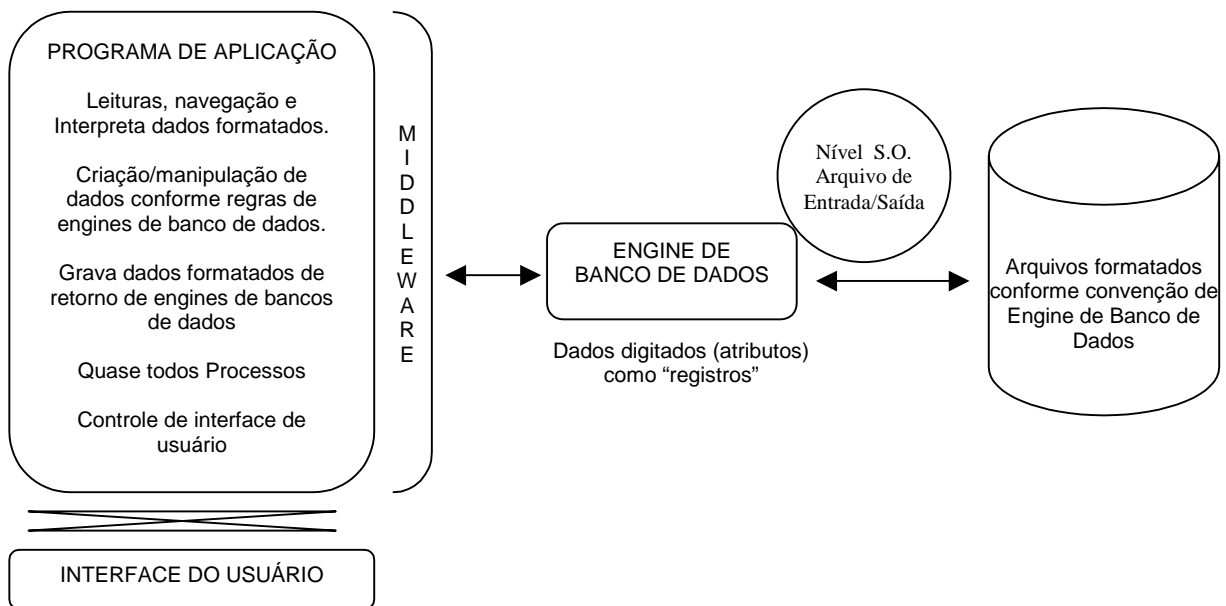 PROGRAMA DE APLICAÇÃO
Leituras, navegação e
Interpreta dados formatados.
Criação/manipulação de
dados conforme regras de
engines de banco de dados.
Grava dados formatados de
retorno de engines de bancos
de dados
Quase todos Processos
Controle de interface de
usuário
M
I
D
D
L
E
W
A
R
E
ENGINE DE
BANCO DE DADOS
Dados digitados (atributos)
como “registros”
Nível S.O.
Arquivo de
Entrada/Saída
Arquivos formatados
conforme convenção de
Engine de Banco de
Dados
INTERFACE DO USUÁRIO